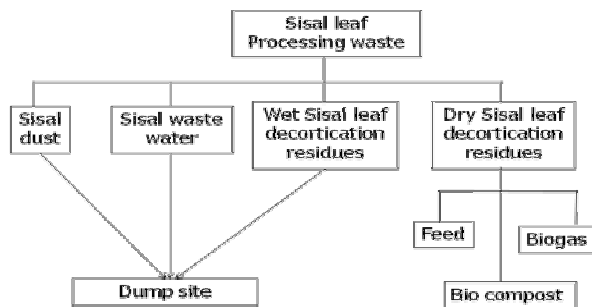 Sisal leaf
Processing waste
Sisal
dust
Sisal waste
water
Wet Sisal leaf
decortication
residues
Dry Sisal leaf
decortication
residues
Feed
Biogas
Dump site
Bio compost